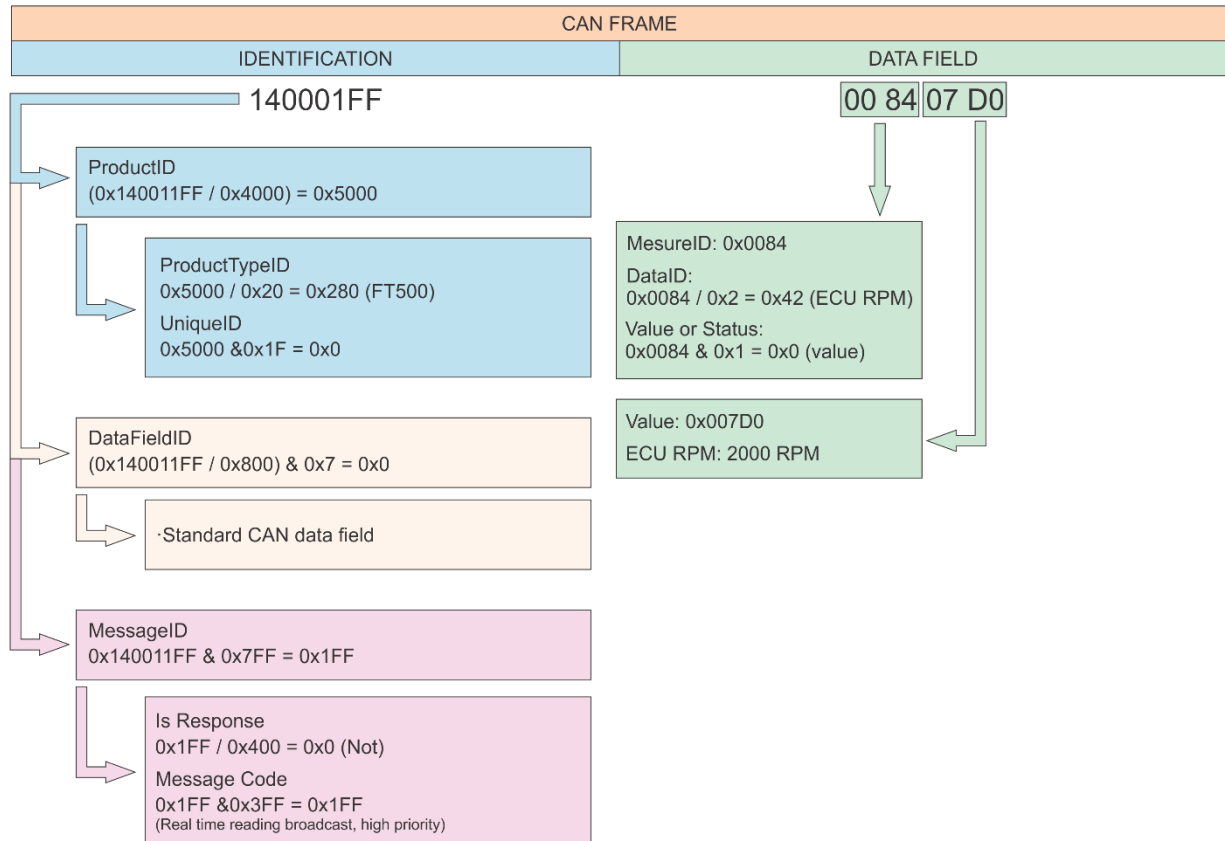 CAN FRAME
IDENTIFICATION
DATA FIELD
140001FF
00 84 07 D0
ProductID
(0x140011FF / 0x4000) = 0x5000
ProductTypeID
0x5000 / 0x20 = 0x280 (FT500)
UniqueID
0x5000 &0x1F = 0x0
DataFieldID
(0x140011FF / 0x800) & 0x7 = 0x0
·Standard CAN data field
MessageID
0x140011FF & 0x7FF = 0x1FF
Is Response
0x1FF / 0x400 = 0x0 (Not)
Message Code
0x1FF &0x3FF = 0x1FF
(Real time reading broadcast, high priority)
MesureID: 0x0084
DataID:
0x0084 / 0x2 = 0x42 (ECU RPM)
Value or Status:
0x0084 & 0x1 = 0x0 (value)
Value: 0x007D0
ECU RPM: 2000 RPM